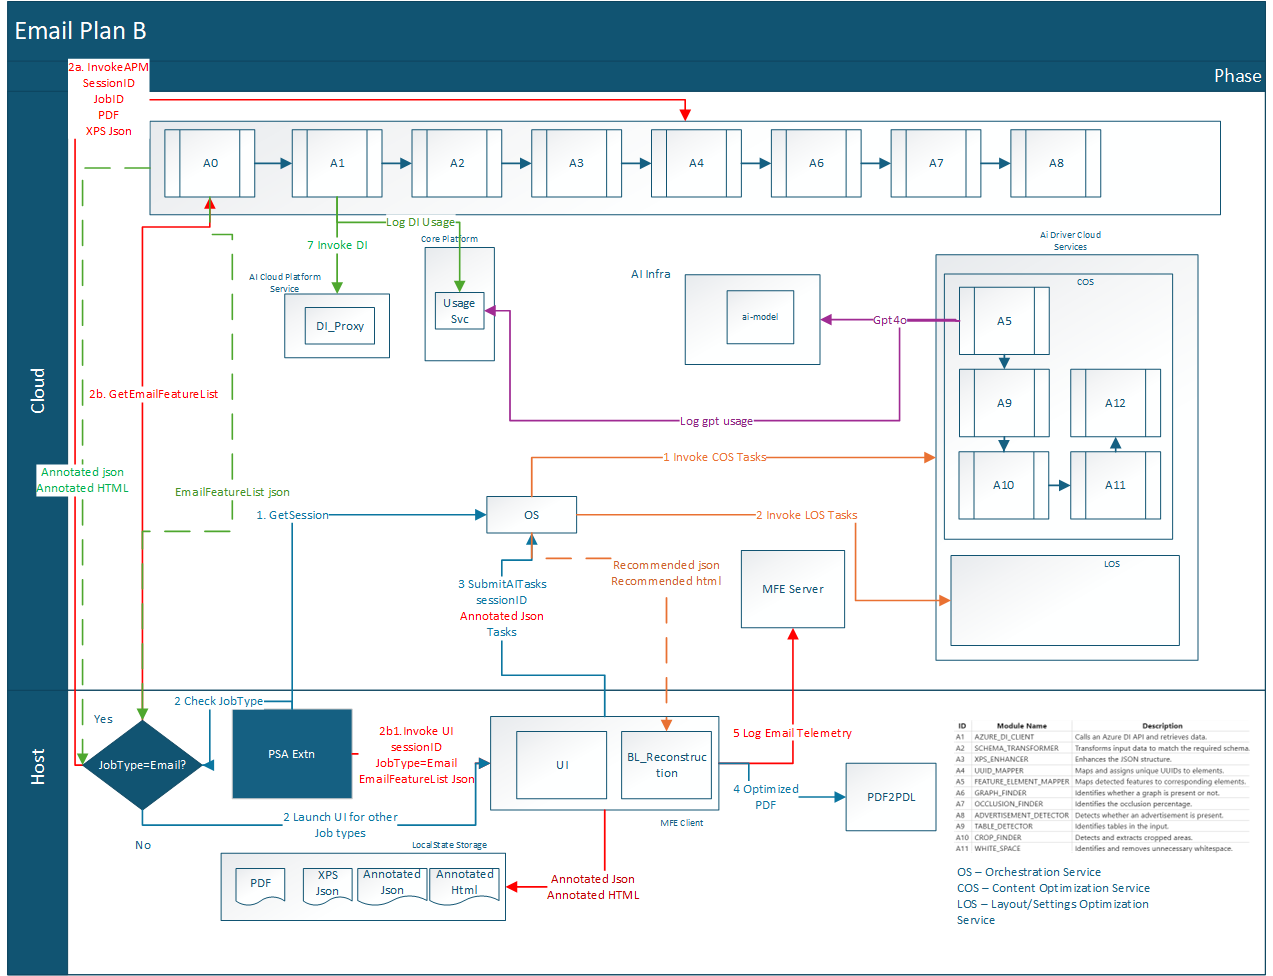 Email Plan B
Phase
2a. InvokeAPM
SessionID
JobID
PDF
XPS Json
A0
A1
A2
A3
A4
A6
A7
A8
Log DI Usage
7 Invoke DI
Core Platform
AI Cloud Platform
Service
DI_Proxy
Usage
Svc
AI Infra
ai-model
Gpt4o
Ai Driver Cloud
Services
COS
A5
A9
A12
A10
A11
LOS
Cloud
2b. GetEmailFeatureList
Log gpt usage
Annotated json
Annotated HTML
EmailFeatureList json
1 Invoke COS Tasks
1. GetSession
OS
2 Invoke LOS Tasks
Recommended json
Recommended html
3 SubmitAITasks
sessionID
Annotated Json
Tasks
MFE Server
Host
Yes
2 Check JobType
JobType=Email?
PSA Extn
2b1.Invoke UI
sessionID
JobType=Email
EmailFeatureList Json
UI
BL_Reconstruc
tion
5 Log Email Telemetry
4 Optimized
PDF
PDF2PDL
MFE Client
2 Launch UI for other
Job types
No
LocalState Storage
PDF
XPS
Json
Annotated
Json
Annotated
Html
Annotated Json
Annotated HTML
ID Module Name Description
A1 AZURE_DI_CLIENT Calls an Azure DI API and retrieves data.
A2 SCHEMA_TRANSFORMER Transforms input data to match the required schema.
A3 XPS_ENHANCER Enhances the JSON structure.
A4 UUID_MAPPER Maps and assigns unique UUIDs to elements.
A5 FEATURE_ELEMENT_MAPPER Maps detected features to corresponding elements.
A6 GRAPH_FINDER Identifies whether a graph is present or not.
A7 OCCLUSION_FINDER Identifies the occlusion percentage.
A8 ADVERTISEMENT_DETECTOR Detects whether an advertisement is present.
A9 TABLE_DETECTOR Identifies tables in the input.
A10 CROP_FINDER Detects and extracts cropped areas.
A11 WHITE_SPACE Identifies and removes unnecessary whitespace.
OS – Orchestration Service
COS – Content Optimization Service
LOS – Layout/Settings Optimization
Service